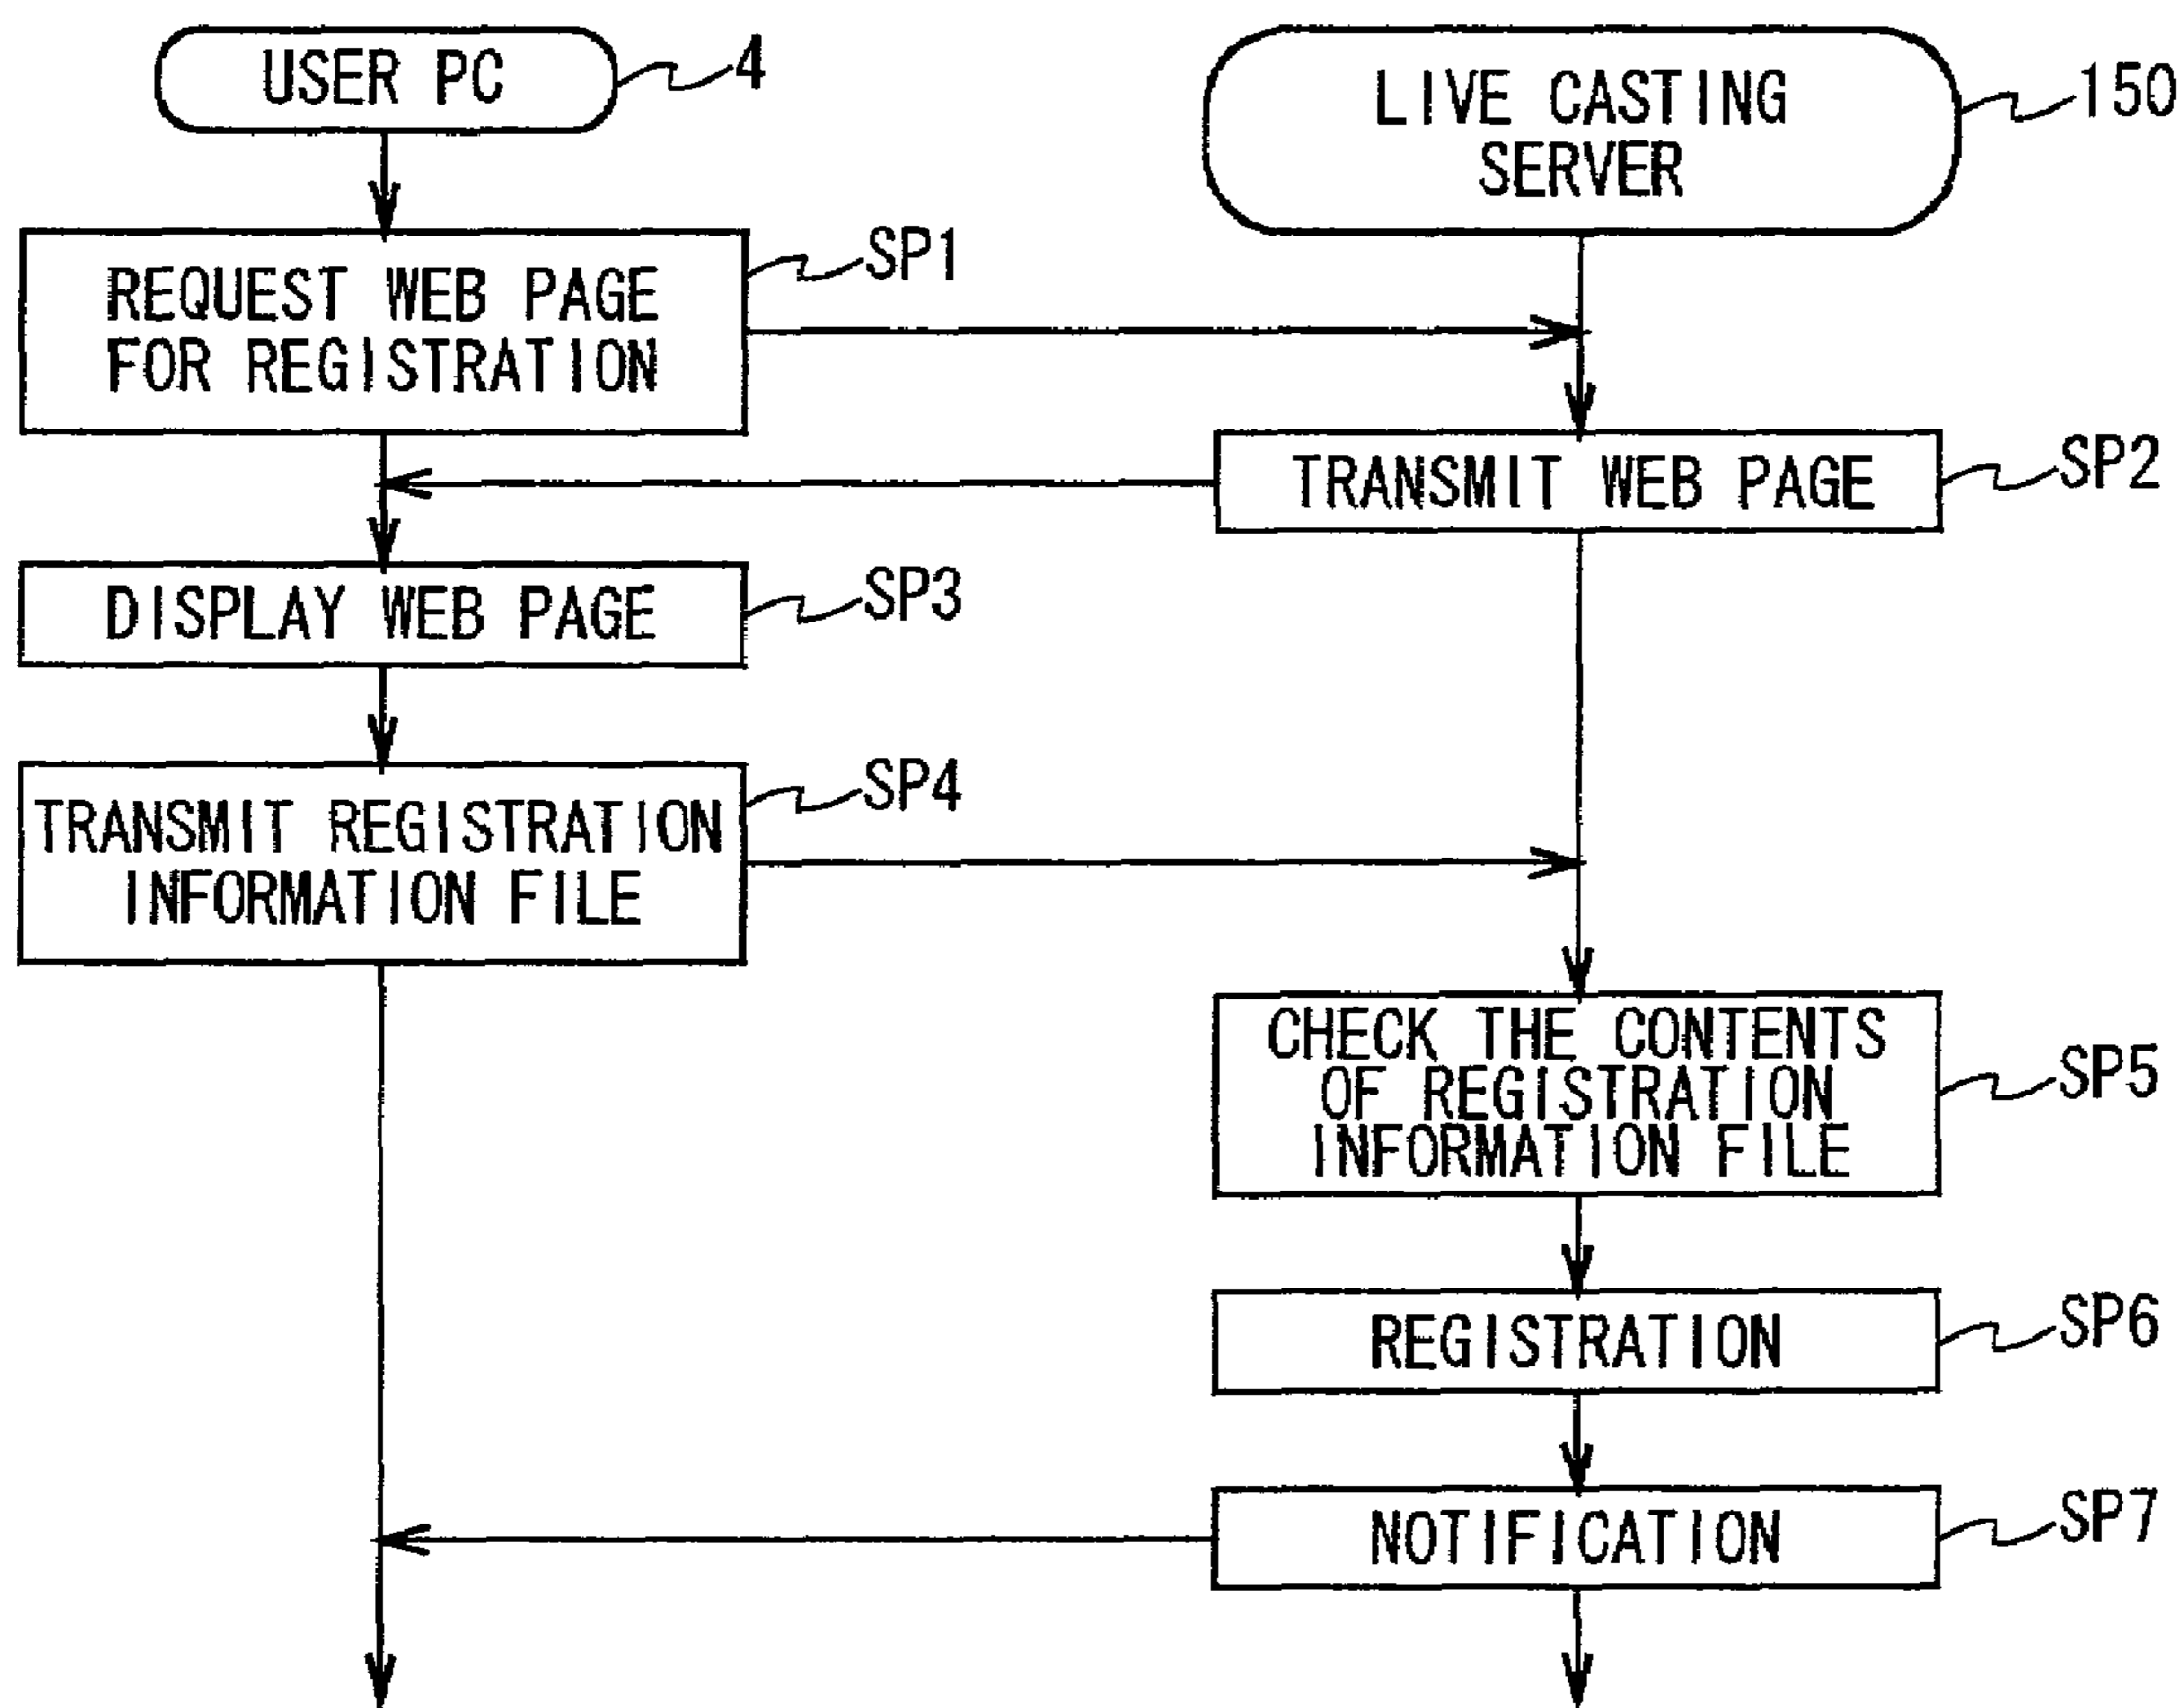 USER PC
4
LIVE CASTING
SERVER
150
REQUEST WEB PAGE
FOR REGISTRATION
SP1
TRANSMIT WEB PAGE
SP2
DISPLAY WEB PAGE
SP3
TRANSMIT REGISTRATION
INFORMATION FILE
SP4
CHECK THE CONTENTS
OF REGISTRATION
INFORMATION FILE
SP5
REGISTRATION
SP6
NOTIFICATION
SP7